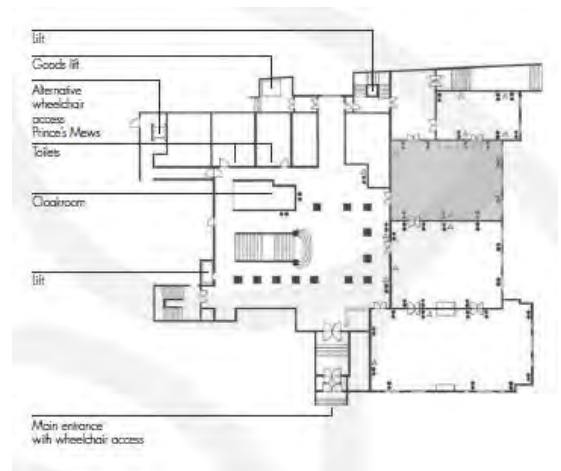 Lift
Goods lift
Alternative
wheelchair
access
Prince's Mews
Toilets
Cloakroom
Lift
Main entrance
with wheelchair access